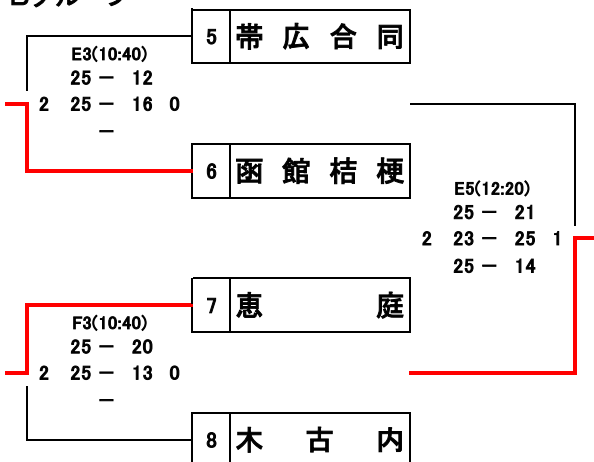 5 帯広合同
E3(10:40)
25 － 12
2 25 － 16 0
－
6 函館桔梗
E5(12:20)
25 － 21
2 23 － 25 1
25 － 14
7 恵庭
F3(10:40)
25 － 20
2 25 － 13 0
－
8 木古内